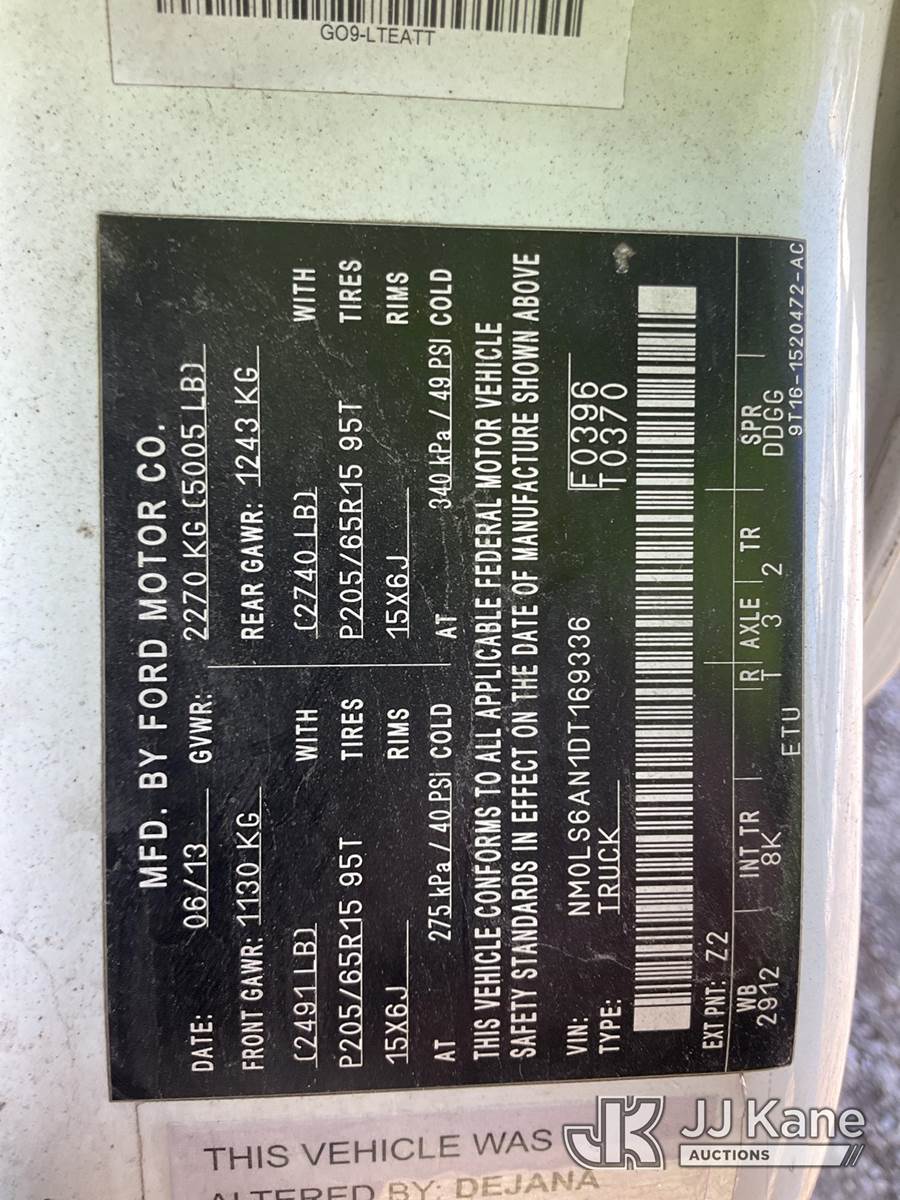 GO9-LTEATT
MFD. BY FORD MOTOR CO.
DATE: 06/13 GVWR: 2270 KG (5005 LB)
FRONT GAWR: 1130 KG REAR GAWR: 1243 KG
(2491 LB) WITH (2740 LB) WITH
P205/65R15 95T TIRES P205/65R15 95T TIRES
15X6J RIMS 15X6J RIMS
AT 275 kPa / 40 PSI COLD AT 340 kPa / 49 PSI COLD
THIS VEHICLE CONFORMS TO ALL APPLICABLE FEDERAL MOTOR VEHICLE
SAFETY STANDARDS IN EFFECT ON THE DATE OF MANUFACTURE SHOWN ABOVE
VIN: NM0LS6AN1DT169336 F0396
TYPE: TRUCK T0370
EXT PNT: Z2
WB INT TR R AXLE TR SPR
2912 8K T 3 2 DDGG
ETU 9T16-1520472-AC
THIS VEHICLE WAS
ALTERED BY: DEJANA
JK JJ Kane
AUCTIONS